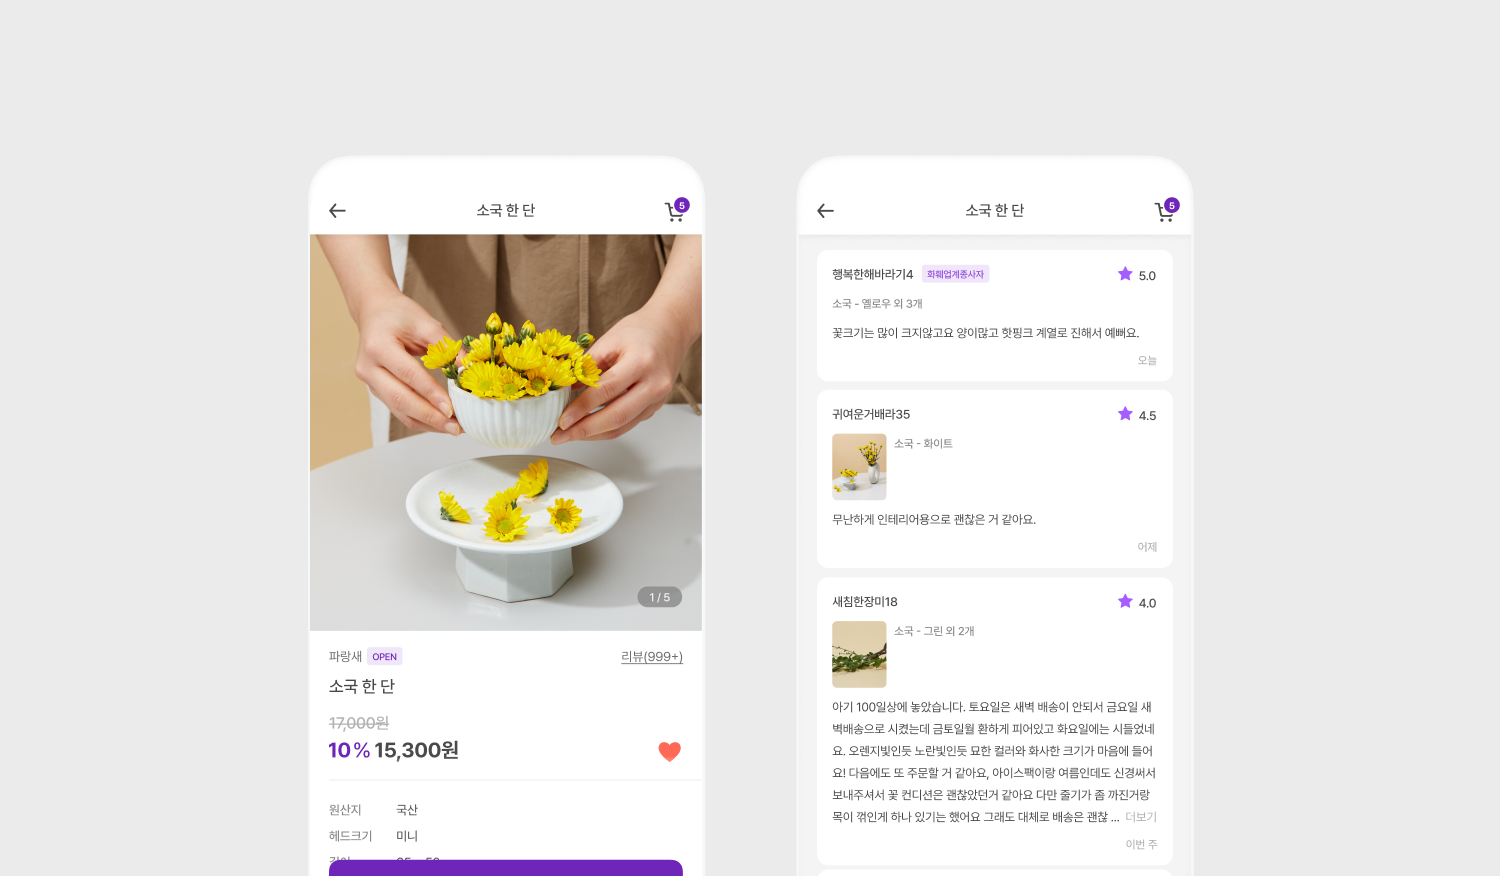 소국 한 단
5
1 / 5
파랑새 OPEN
리뷰(999+)
소국 한 단
17,000원
10% 15,300원
원산지 국산
헤드크기 미니
소국 한 단
5
행복한해바라기4 화훼업계종사자 5.0
소국 - 옐로우 외 3개
꽃크기는 많이 크지않고요 양이많고 핫핑크 계열로 진해서 예뻐요.
오늘
귀여운거배라35 4.5
소국 - 화이트
무난하게 인테리어용으로 괜찮은 거 같아요.
어제
새침한장미18 4.0
소국 - 그린 외 2개
아기 100일상에 놓았습니다. 토요일은 새벽 배송이 안되서 금요일 새
벽배송으로 시켰는데 금토일월 환하게 피어있고 화요일에는 시들었네
요. 오렌지빛인듯 노란빛인듯 묘한 컬러와 화사한 크기가 마음에 들어
요! 다음에도 또 주문할 거 같아요, 아이스팩이랑 여름인데도 신경써서
보내주셔서 꽃 컨디션은 괜찮았던거 같아요 다만 줄기가 좀 까진거랑
목이 꺾인게 하나 있기는 했어요 그래도 대체로 배송은 괜찮 ... 더보기
이번 주